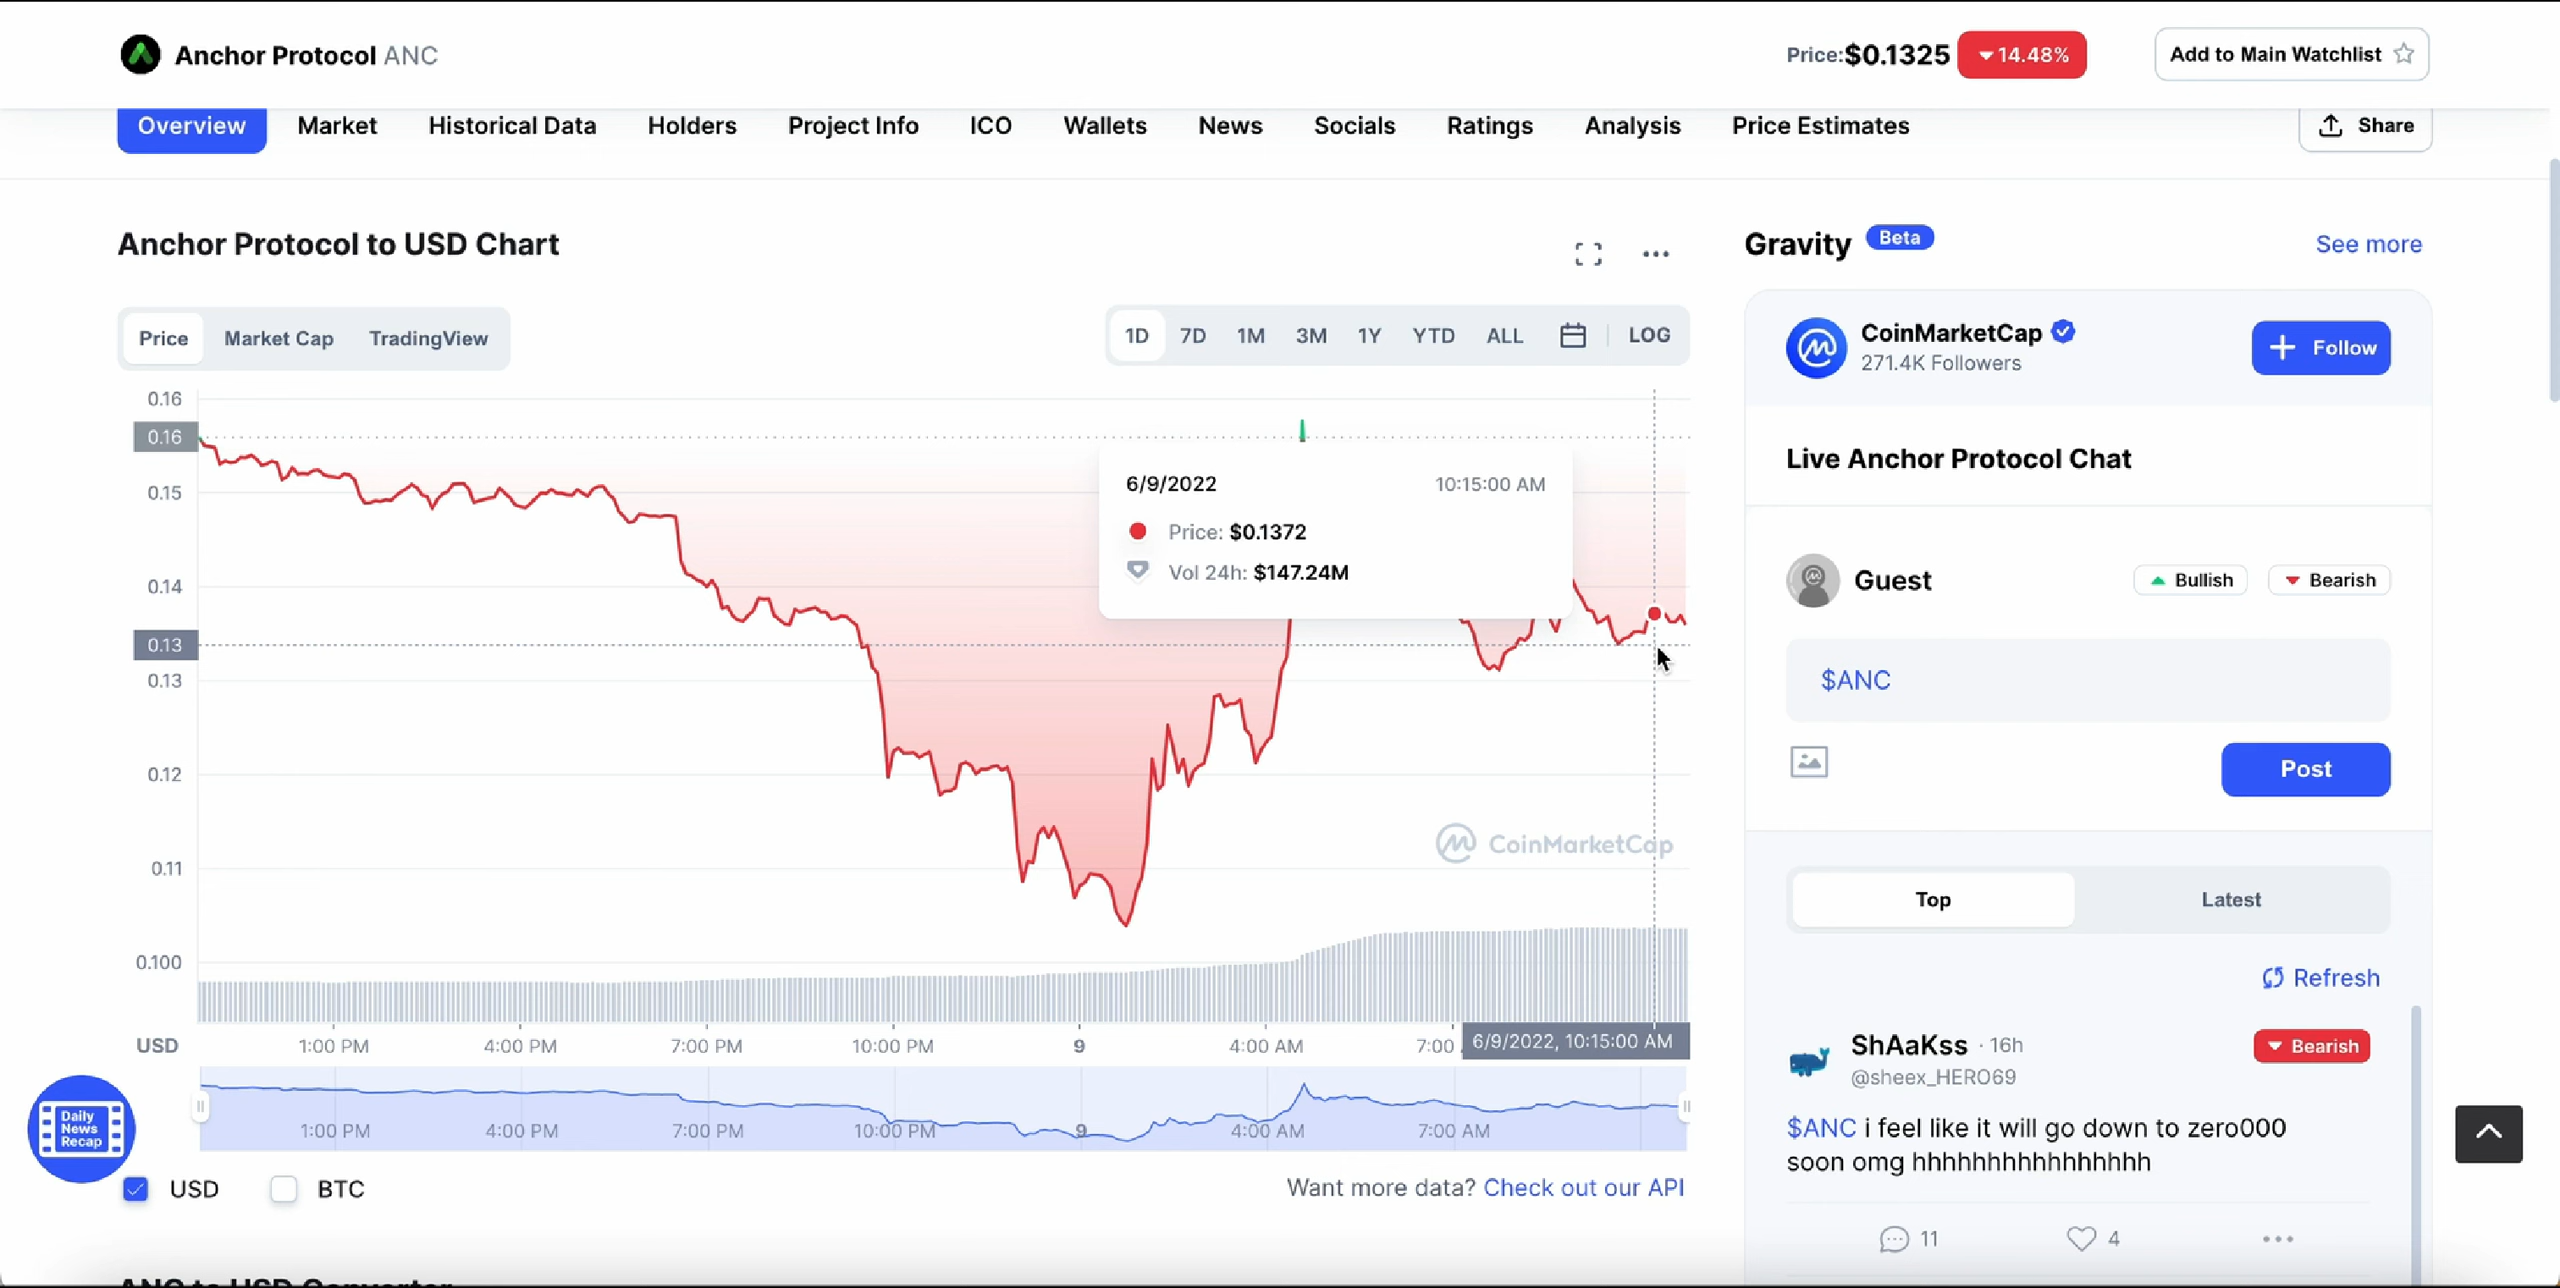 Anchor Protocol ANC
Price:$0.1325 14.48%
Add to Main Watchlist
Overview Market Historical Data Holders Project Info ICO Wallets News Socials Ratings Analysis Price Estimates
Share
Anchor Protocol to USD Chart
Price Market Cap TradingView
1D 7D 1M 3M 1Y YTD ALL LOG
0.16
0.16
0.15
0.14
0.13
0.13
0.12
0.11
0.100
6/9/2022 10:15:00 AM
Price: $0.1372
Vol 24h: $147.24M
CoinMarketCap
USD 1:00 PM 4:00 PM 7:00 PM 10:00 PM 9 4:00 AM 7:00 6/9/2022, 10:15:00 AM
1:00 PM 4:00 PM 7:00 PM 10:00 PM 9 4:00 AM 7:00 AM
Daily
News
Recap
USD BTC
Want more data? Check out our API
ANC to USD Converter
Gravity Beta
See more
CoinMarketCap
271.4K Followers
Follow
Live Anchor Protocol Chat
Guest
Bullish Bearish
$ANC
Post
Top Latest
Refresh
ShAaKss · 16h
@sheex_HERO69
Bearish
$ANC i feel like it will go down to zero000
soon omg hhhhhhhhhhhhhhhh
11 4